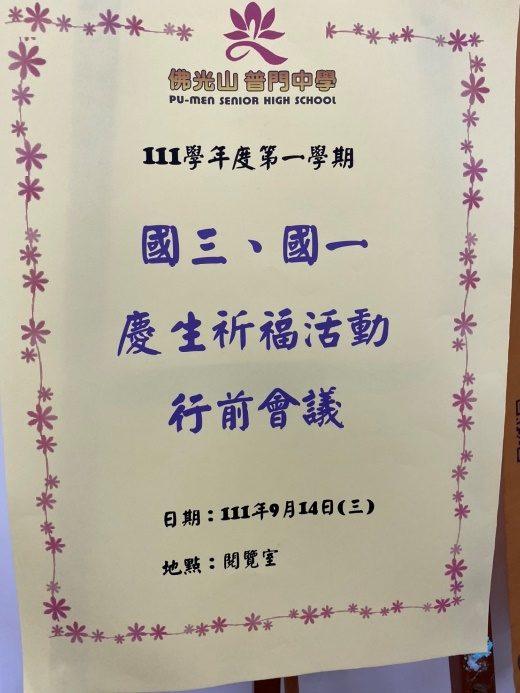 佛光山 普門中學
PU-MEN SENIOR HIGH SCHOOL
111學年度第一學期
國三、國一
慶生祈福活動
行前會議
日期：111年9月14日(三)
地點：閱覽室